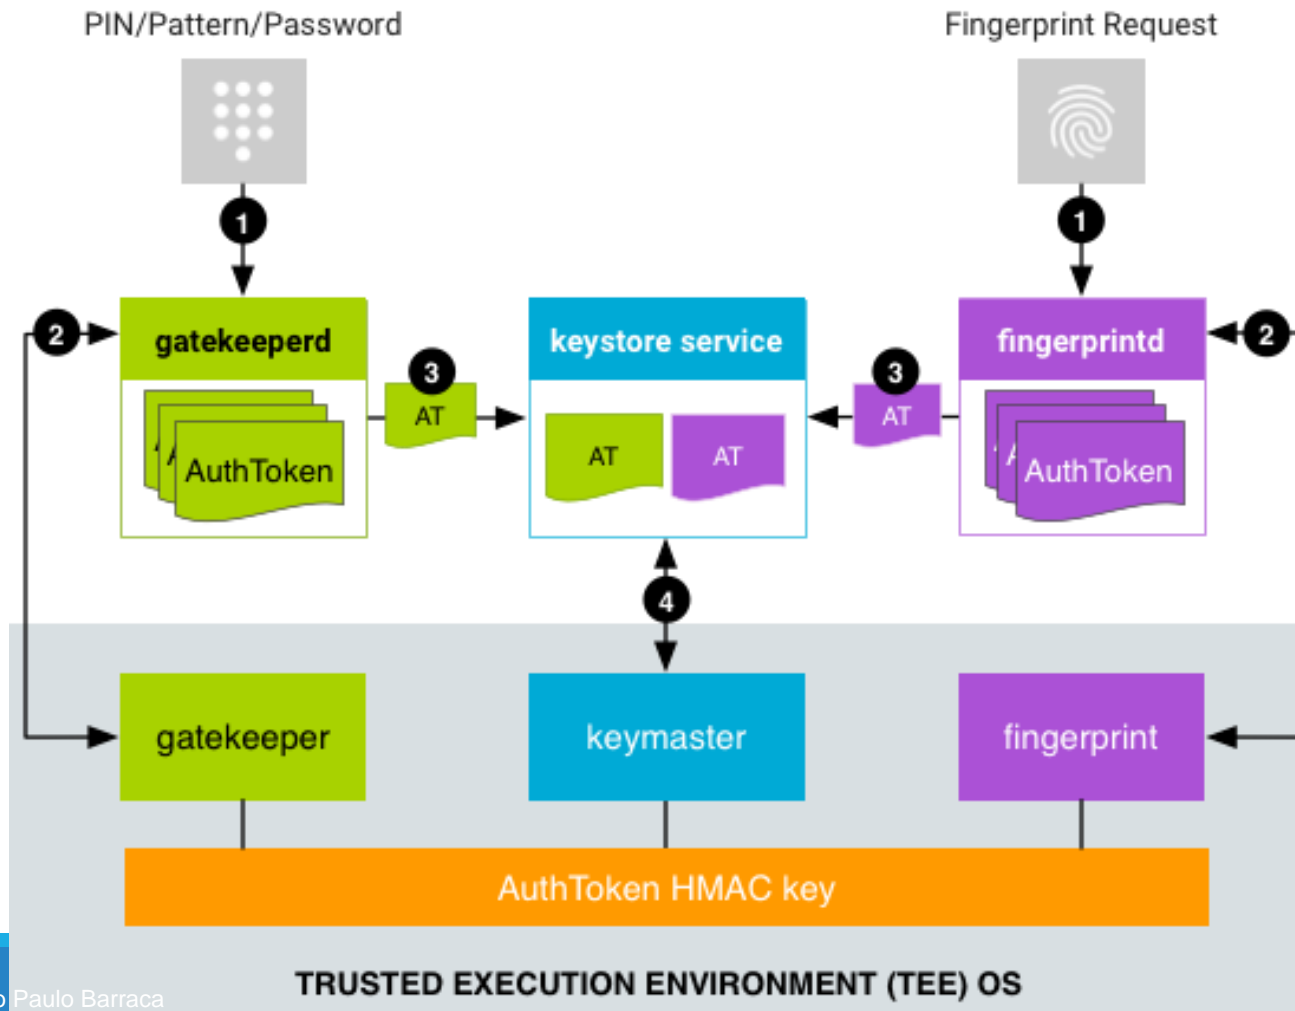 PIN/Pattern/Password
Fingerprint Request
1
1
2
gatekeeperd
keystore service
fingerprintd
2
3
AT
3
AT
AuthToken
AT
AT
AuthToken
4
gatekeeper
keymaster
fingerprint
AuthToken HMAC key
TRUSTED EXECUTION ENVIRONMENT (TEE) OS
Paulo Barraca